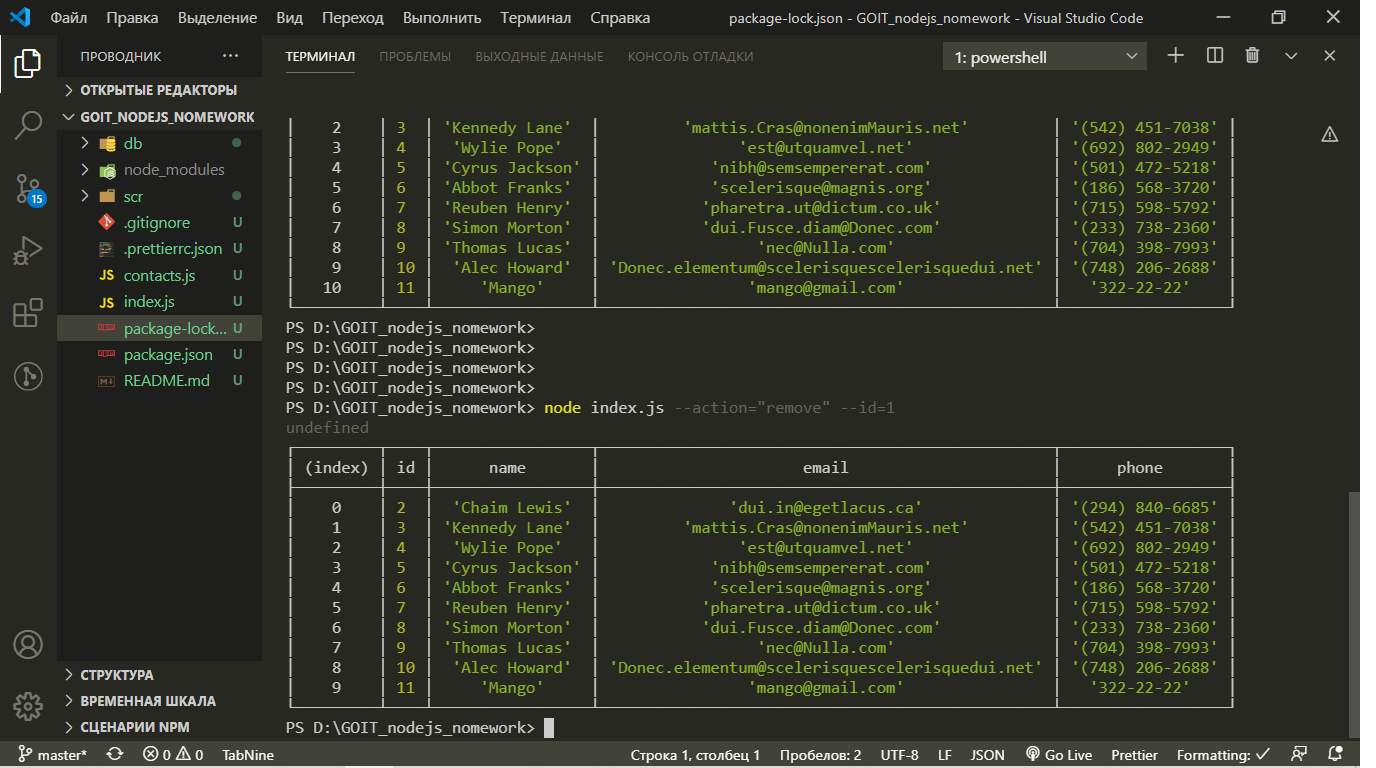 Файл Правка Выделение Вид Переход Выполнить Терминал Справка package-lock.json - GOIT_nodejs_nomework - Visual Studio Code
ПРОВОДНИК ...
ОТКРЫТЫЕ РЕДАКТОРЫ
GOIT_NODEJS_NOMEWORK
db
node_modules
scr
.gitignore U
.prettierrc.json U
JS contacts.js U
JS index.js U
package-lock... U
package.json U
README.md U
15
СТРУКТУРА
ВРЕМЕННАЯ ШКАЛА
СЦЕНАРИИ NPM
ТЕРМИНАЛ ПРОБЛЕМЫ ВЫХОДНЫЕ ДАННЫЕ КОНСОЛЬ ОТЛАДКИ 1: powershell
2 3 'Kennedy Lane' 'mattis.Cras@nonenimMauris.net' '(542) 451-7038'
3 4 'Wylie Pope' 'est@utquamvel.net' '(692) 802-2949'
4 5 'Cyrus Jackson' 'nibh@semsempererat.com' '(501) 472-5218'
5 6 'Abbot Franks' 'scelerisque@magnis.org' '(186) 568-3720'
6 7 'Reuben Henry' 'pharetra.ut@dictum.co.uk' '(715) 598-5792'
7 8 'Simon Morton' 'dui.Fusce.diam@Donec.com' '(233) 738-2360'
8 9 'Thomas Lucas' 'nec@Nulla.com' '(704) 398-7993'
9 10 'Alec Howard' 'Donec.elementum@scelerisquescelerisquedui.net' '(748) 206-2688'
10 11 'Mango' 'mango@gmail.com' '322-22-22'
PS D:\GOIT_nodejs_nomework>
PS D:\GOIT_nodejs_nomework>
PS D:\GOIT_nodejs_nomework>
PS D:\GOIT_nodejs_nomework>
PS D:\GOIT_nodejs_nomework> node index.js --action="remove" --id=1
undefined
(index) id name email phone
0 2 'Chaim Lewis' 'dui.in@egetlacus.ca' '(294) 840-6685'
1 3 'Kennedy Lane' 'mattis.Cras@nonenimMauris.net' '(542) 451-7038'
2 4 'Wylie Pope' 'est@utquamvel.net' '(692) 802-2949'
3 5 'Cyrus Jackson' 'nibh@semsempererat.com' '(501) 472-5218'
4 6 'Abbot Franks' 'scelerisque@magnis.org' '(186) 568-3720'
5 7 'Reuben Henry' 'pharetra.ut@dictum.co.uk' '(715) 598-5792'
6 8 'Simon Morton' 'dui.Fusce.diam@Donec.com' '(233) 738-2360'
7 9 'Thomas Lucas' 'nec@Nulla.com' '(704) 398-7993'
8 10 'Alec Howard' 'Donec.elementum@scelerisquescelerisquedui.net' '(748) 206-2688'
9 11 'Mango' 'mango@gmail.com' '322-22-22'
PS D:\GOIT_nodejs_nomework>
master* 0 0 TabNine Строка 1, столбец 1 Пробелов: 2 UTF-8 LF JSON Go Live Prettier Formatting: ✓